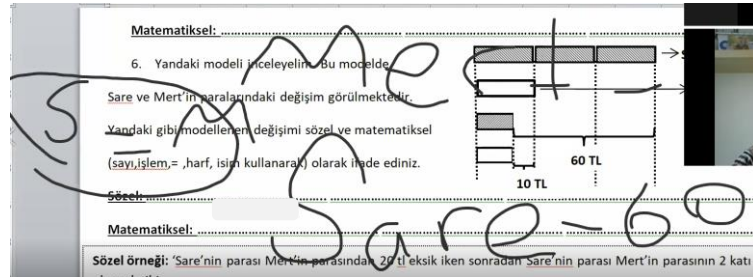 Matematiksel: ....................
6. Yandaki modeli inceyelim. Bu modelde
Sare ve Mert'in paralarındaki değişim görülmektedir.
Yandaki gibi modellenen değişimi sözel ve matematiksel
(sayı,işlem,= ,harf, isim kullanarak) olarak ifade ediniz.
60 TL
10 TL
Sözel: ....................
Matematiksel: ....................
Sözel örneği: 'Sare'nin parası Mert'in parasından 20 tl eksik iken sonradan Sare'nin parası Mert'in parasının 2 katı
Mert -
S = M
Sare - 60